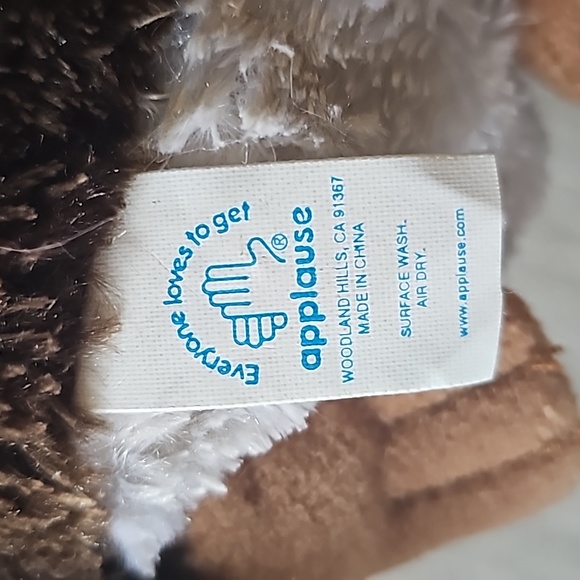 Everyone loves to get
applause®
WOODLAND HILLS, CA 91367
MADE IN CHINA
SURFACE WASH.
AIR DRY.
www.applause.com